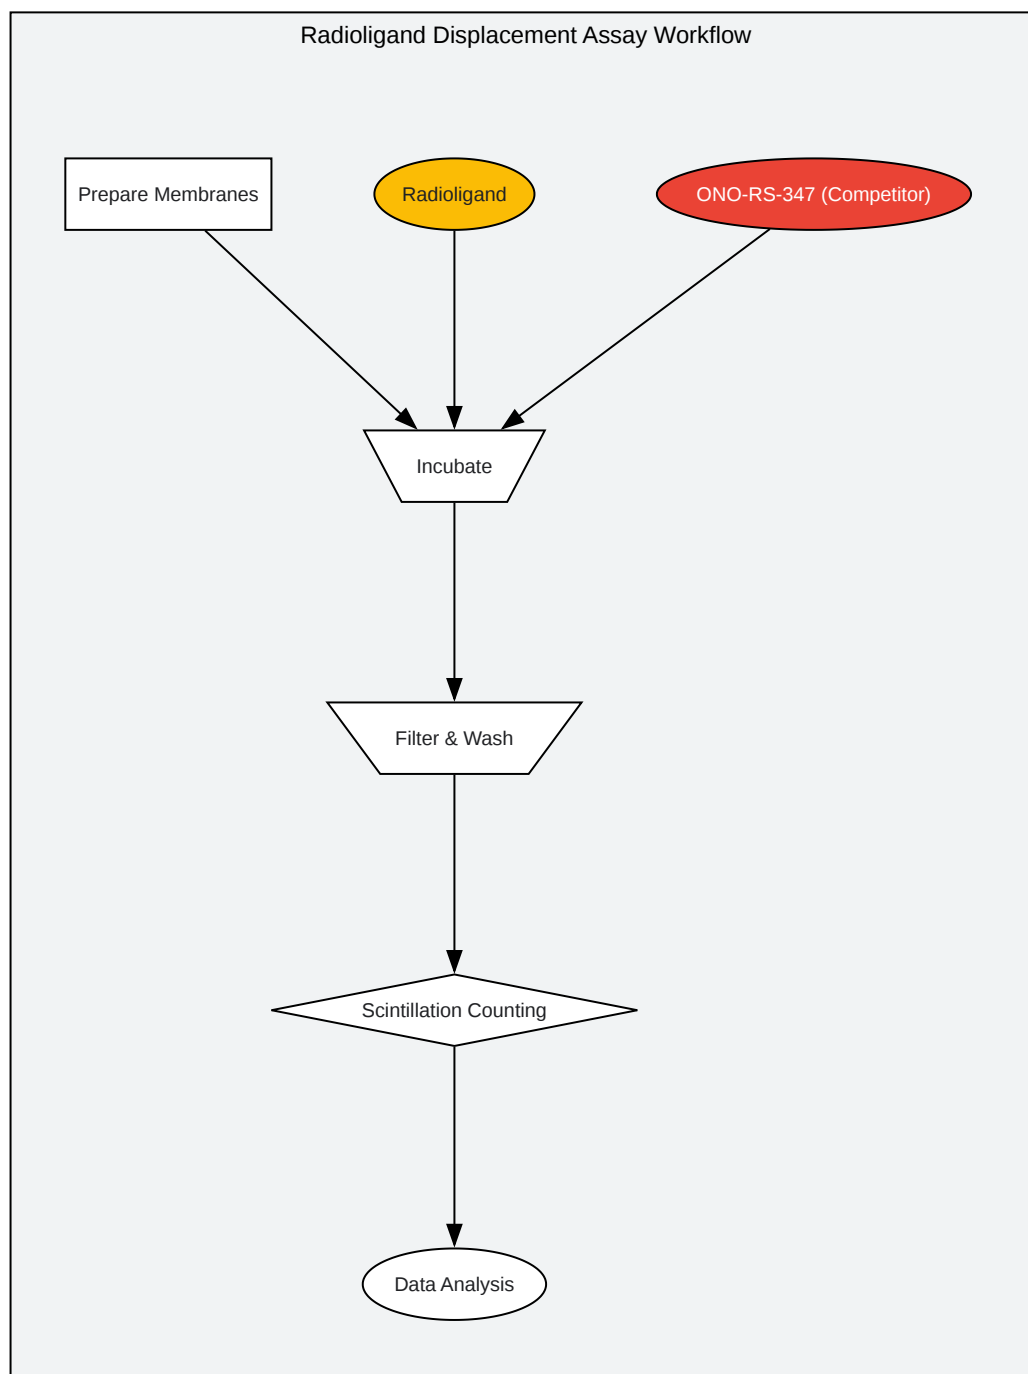 Radioligand Displacement Assay Workflow
Prepare Membranes
Radioligand
ONO-RS-347 (Competitor)
Incubate
Filter & Wash
Scintillation Counting
Data Analysis